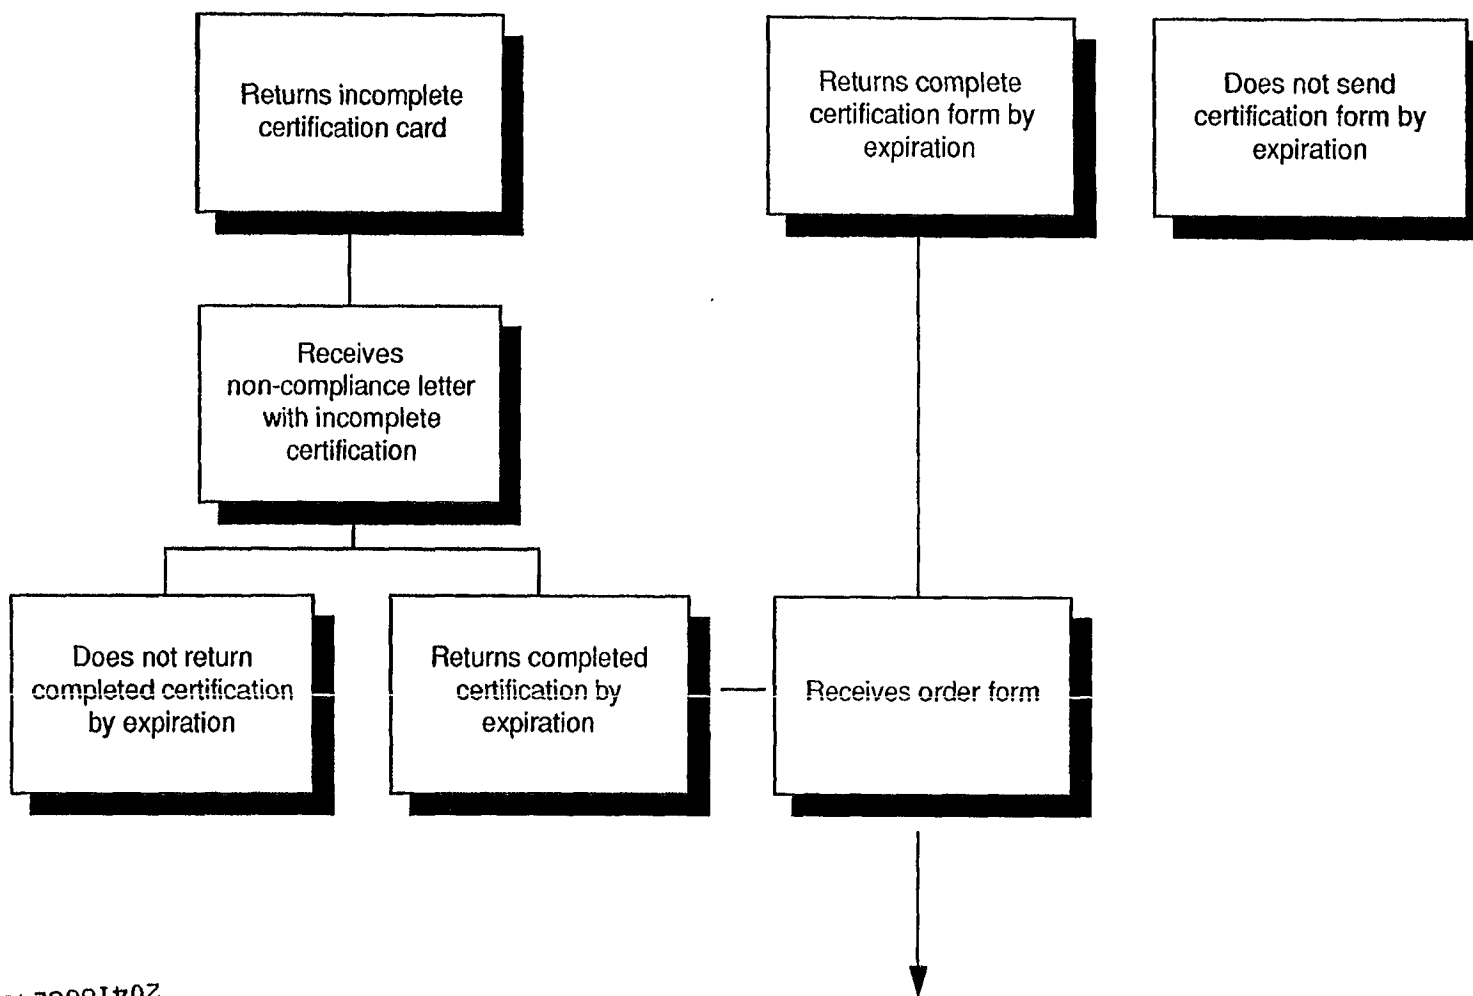 Returns incomplete
certification card
Returns complete
certification form by
expiration
Does not send
certification form by
expiration
Receives
non-compliance letter
with incomplete
certification
Does not return
completed certification
by expiration
Returns completed
certification by
expiration
Receives order form